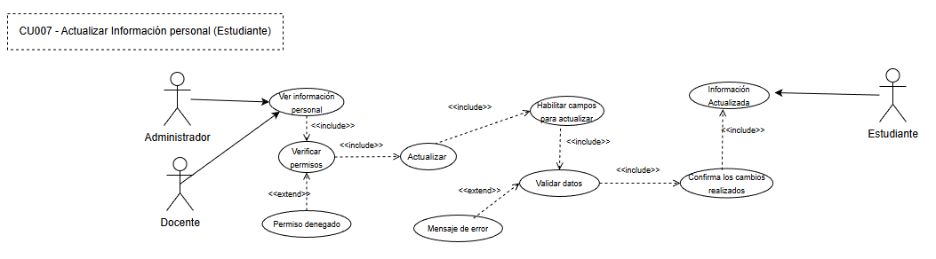 CU007 - Actualizar Información personal (Estudiante)
Administrador
Docente
Ver información
personal
<<include>>
Verificar
permisos
<<extend>>
Permiso denegado
<<include>>
Actualizar
<<include>>
Habilitar campos
para actualizar
<<include>>
Validar datos
<<extend>>
Mensaje de error
<<include>>
Confirma los cambios
realizados
<<include>>
Información
Actualizada
Estudiante